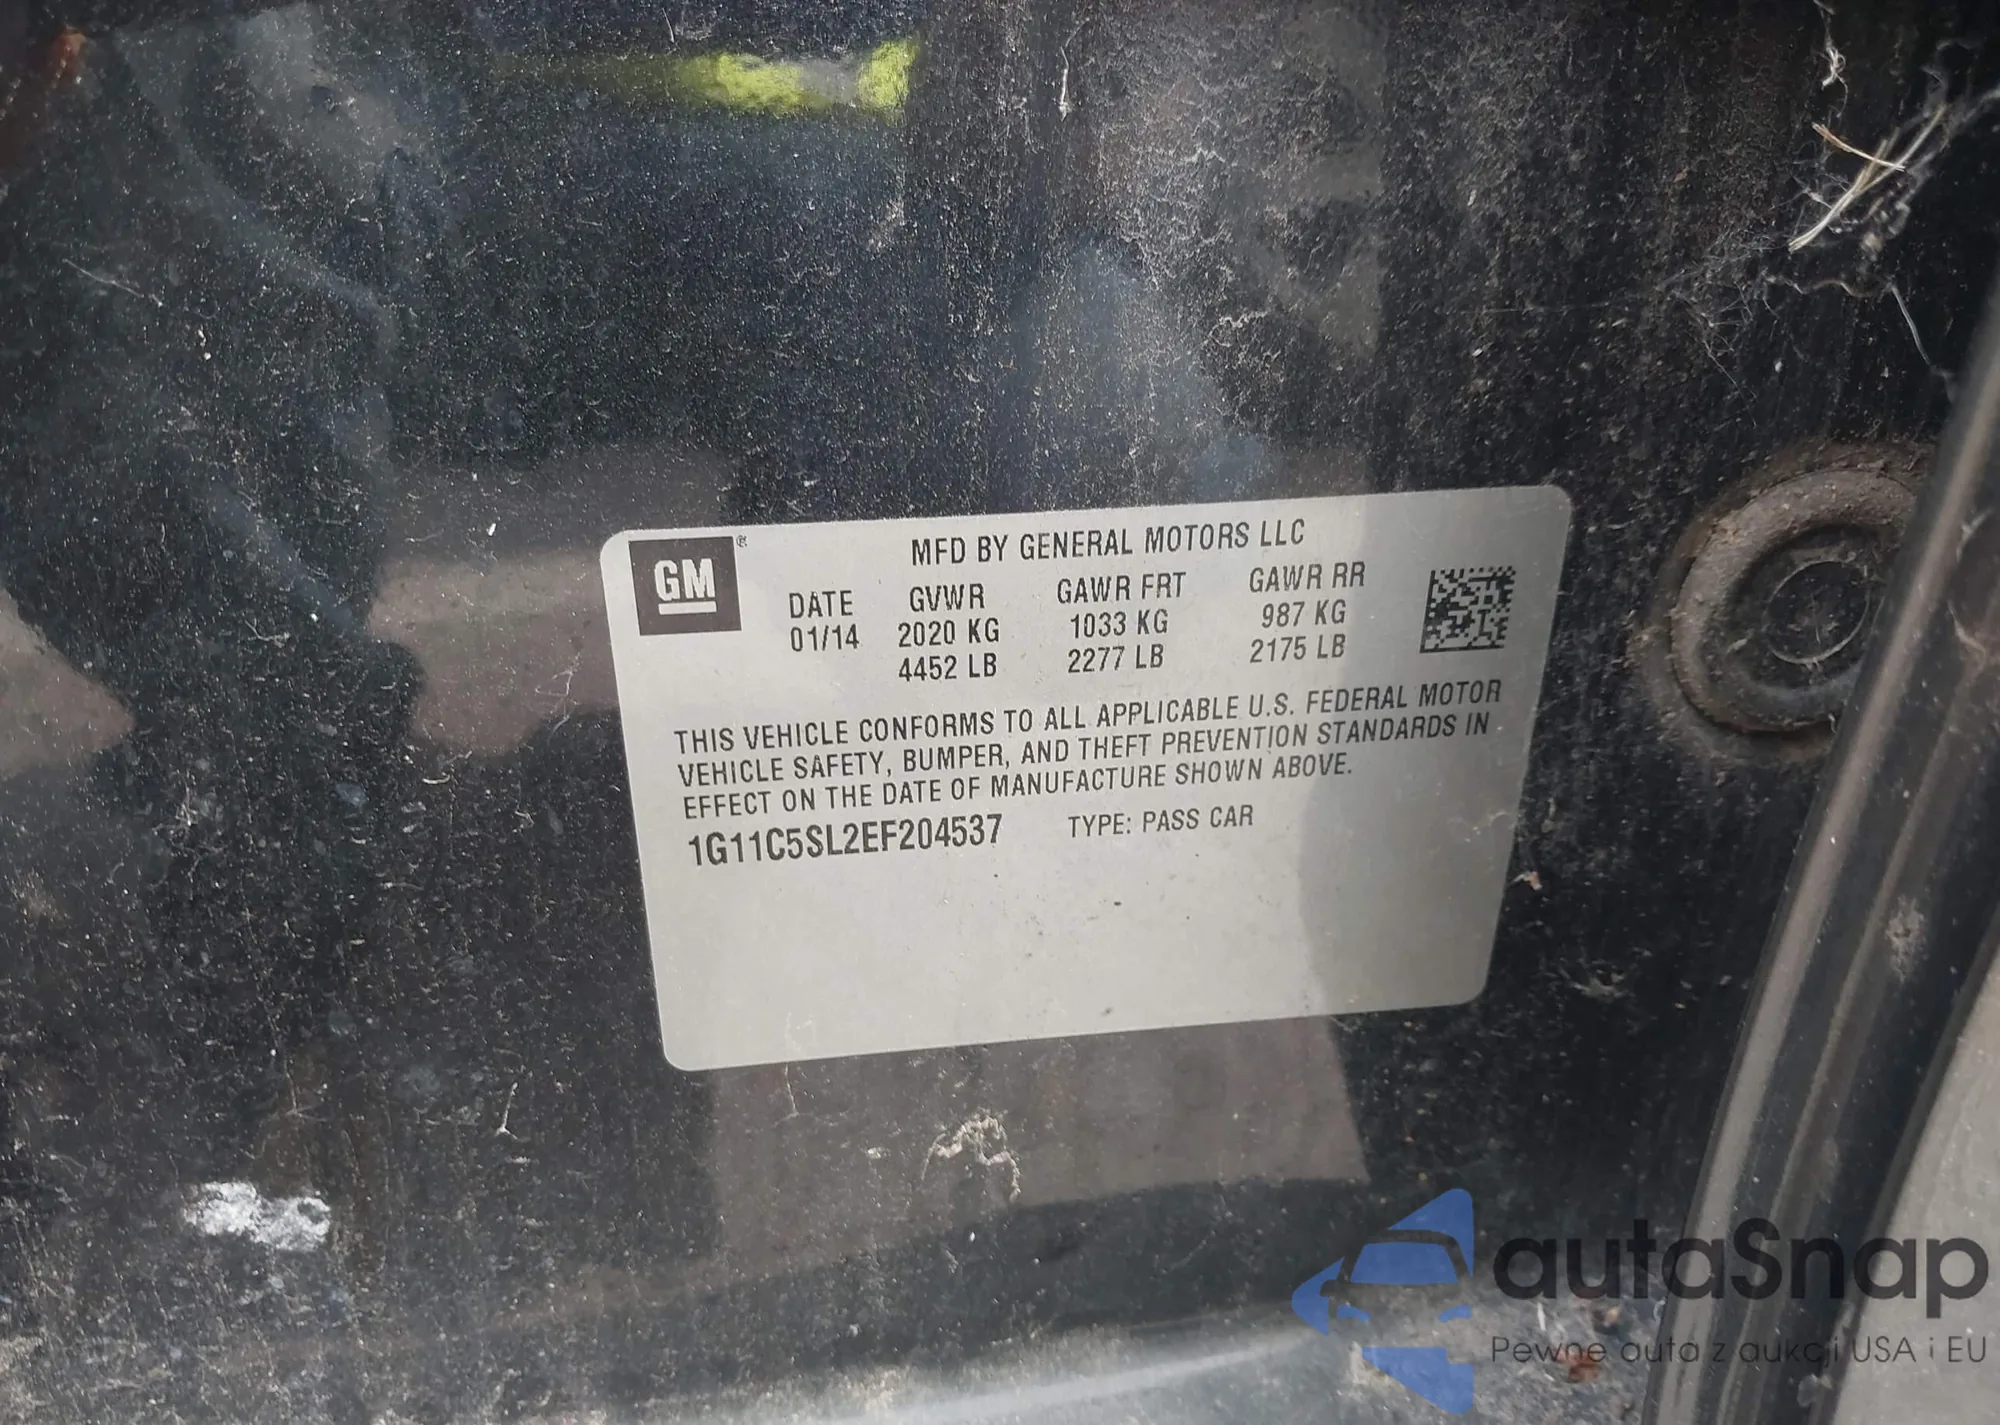 GM®
MFD BY GENERAL MOTORS LLC
DATE GVWR GAWR FRT GAWR RR
01/14 2020 KG 1033 KG 987 KG
4452 LB 2277 LB 2175 LB
THIS VEHICLE CONFORMS TO ALL APPLICABLE U.S. FEDERAL MOTOR
VEHICLE SAFETY, BUMPER, AND THEFT PREVENTION STANDARDS IN
EFFECT ON THE DATE OF MANUFACTURE SHOWN ABOVE.
1G11C5SL2EF204537 TYPE: PASS CAR
autaSnap
Pewne auta z aukcji USA i EU